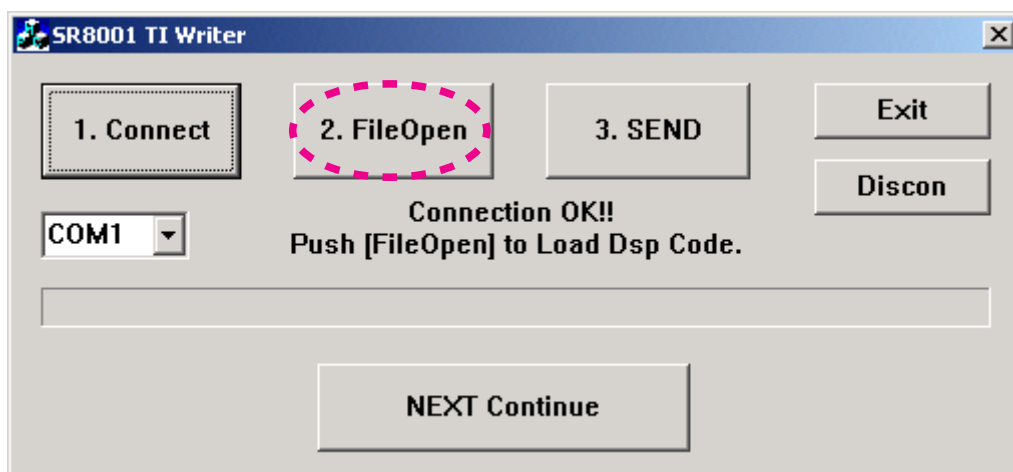 SR8001 TI Writer
1. Connect
2. FileOpen
3. SEND
Exit
Discon
COM1
Connection OK!!
Push [FileOpen] to Load Dsp Code.
NEXT Continue